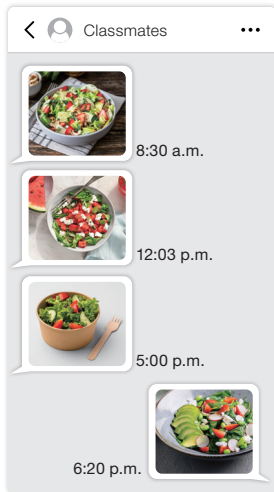 Classmates
8:30 a.m.
12:03 p.m.
5:00 p.m.
6:20 p.m.